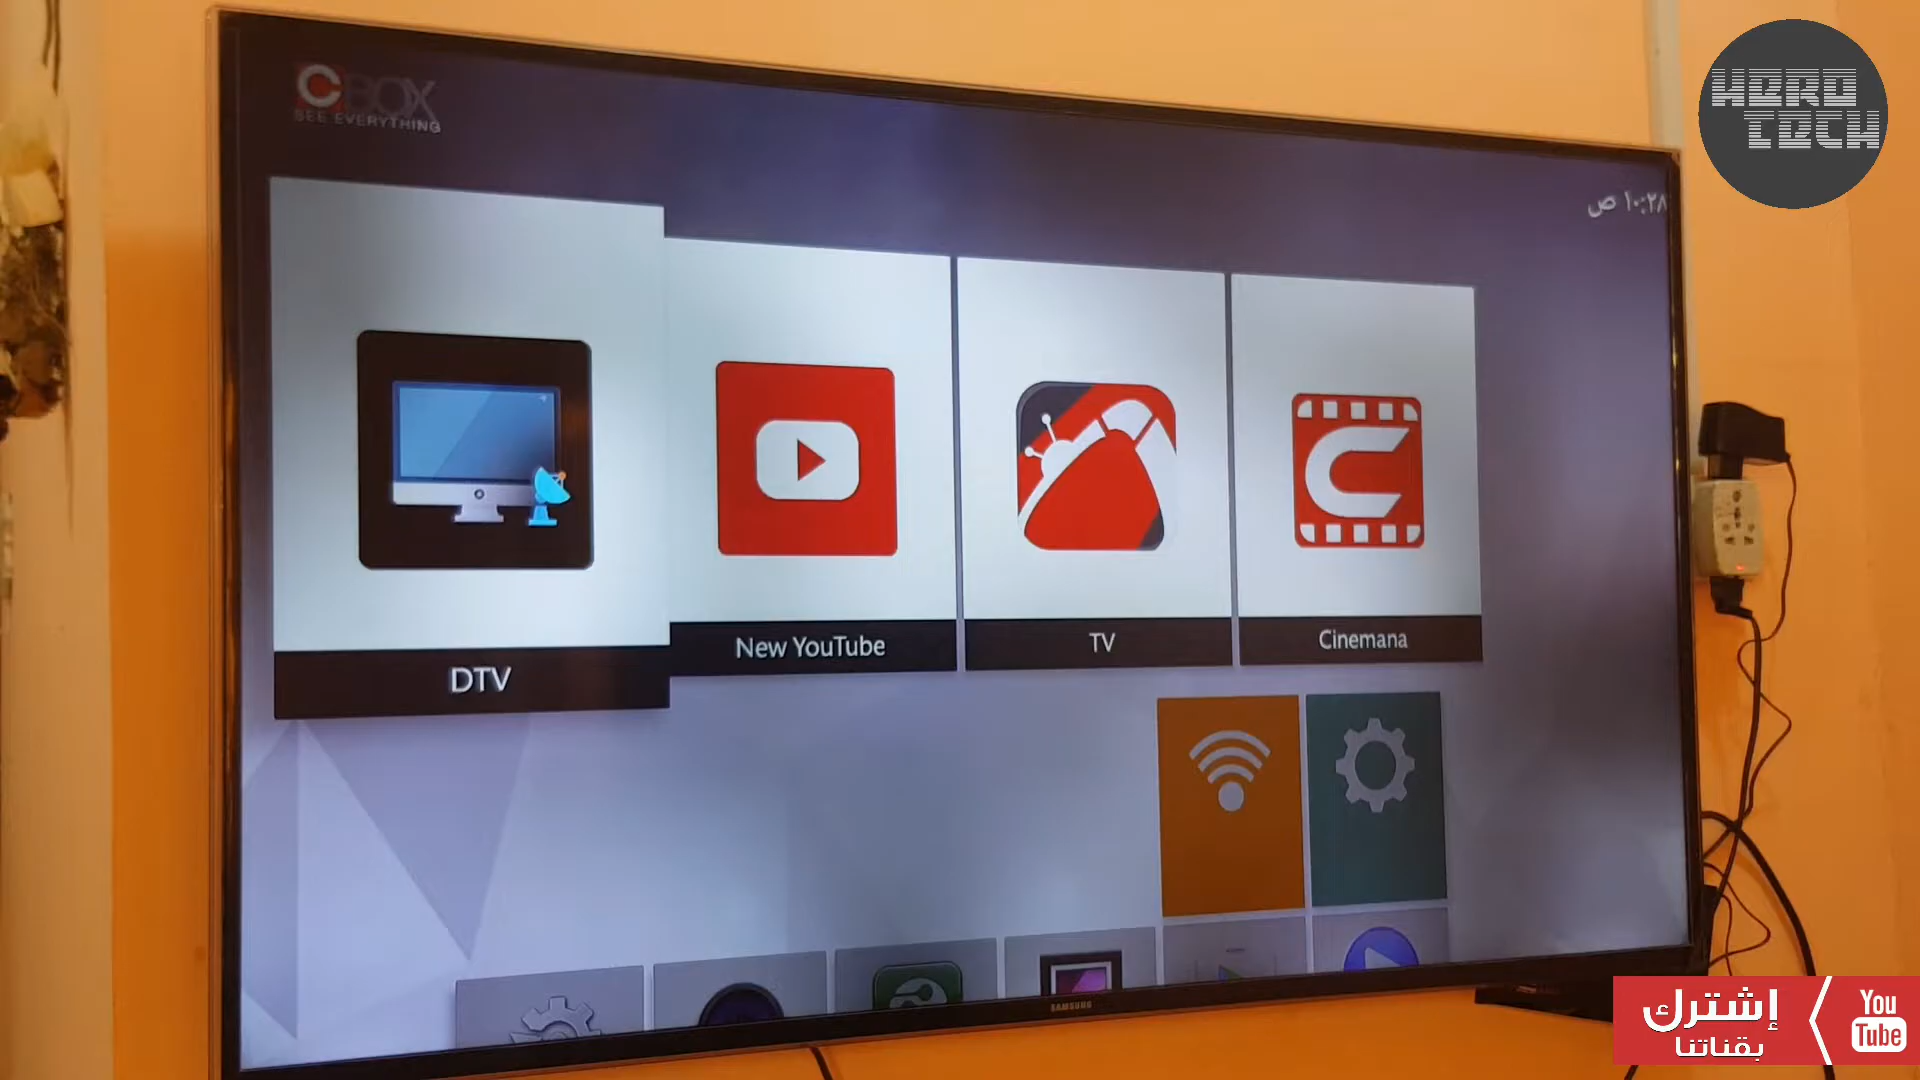 CBOX
SEE EVERYTHING
HERO
TECH
١٠:٢٨ ص
DTV
New YouTube
TV
Cinemana
SAMSUNG
إشترك
بقناتنا
You
Tube